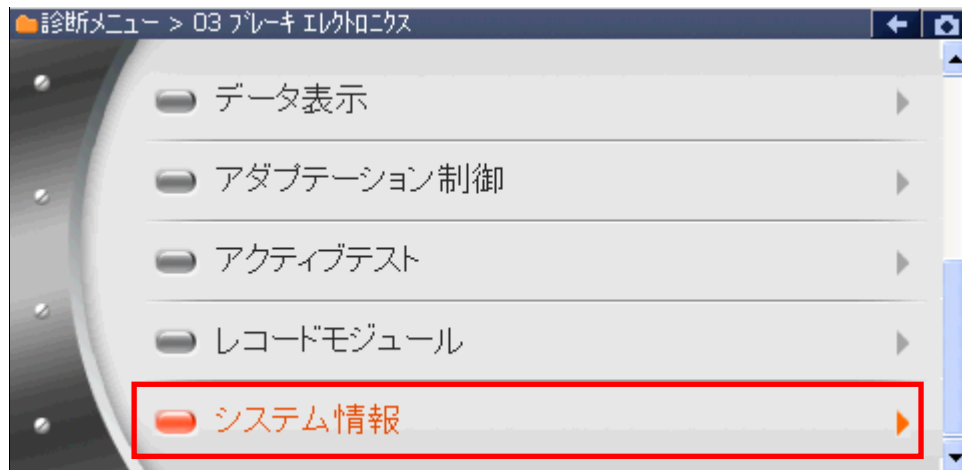 診断メニュー > 03 ブレーキ エレクトロニクス
データ表示
アダプテーション制御
アクティブテスト
レコードモジュール
システム情報